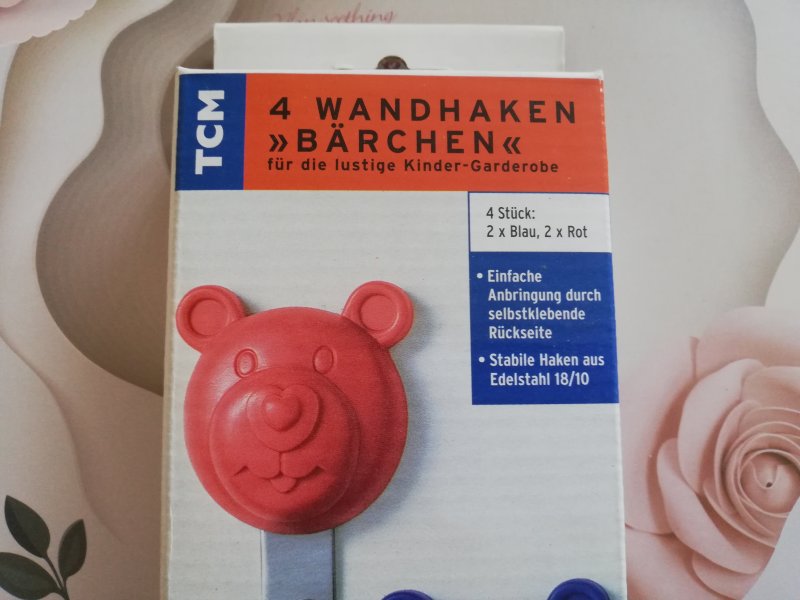 TCM
4 WANDHAKEN
»BÄRCHEN«
für die lustige Kinder-Garderobe
4 Stück:
2 x Blau, 2 x Rot
• Einfache
Anbringung durch
selbstklebende
Rückseite
• Stabile Haken aus
Edelstahl 18/10